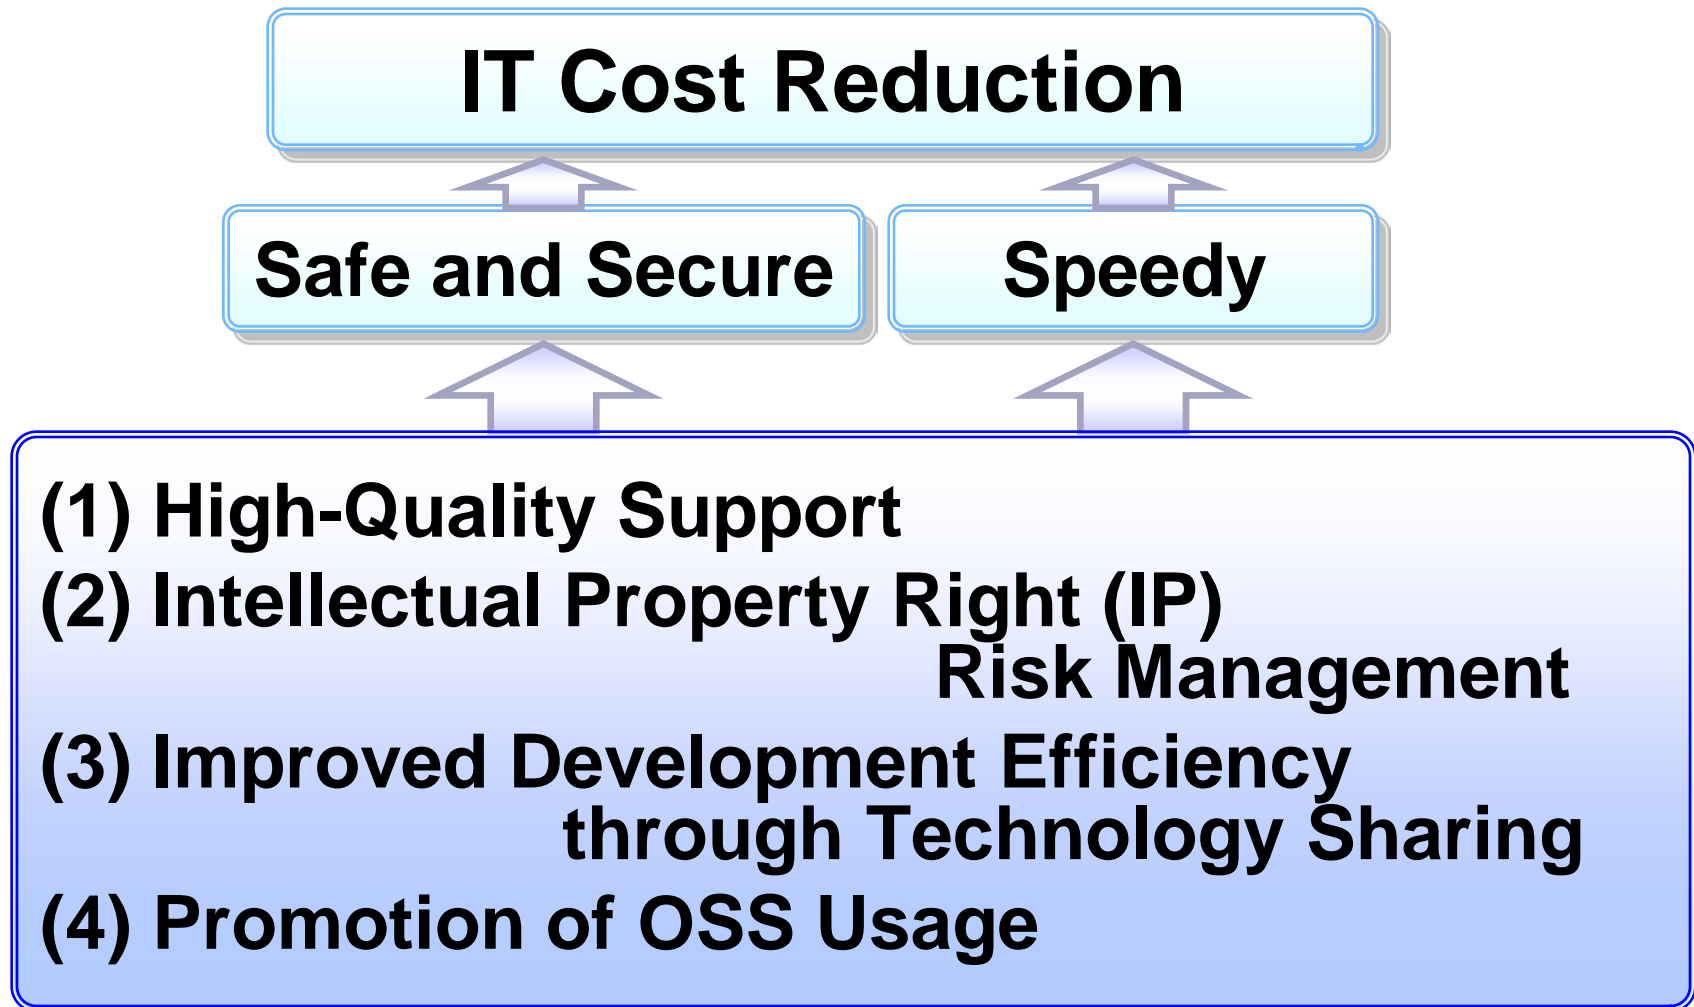 IT Cost Reduction
Safe and Secure
Speedy
(1) High-Quality Support
(2) Intellectual Property Right (IP)
Risk Management
(3) Improved Development Efficiency
through Technology Sharing
(4) Promotion of OSS Usage